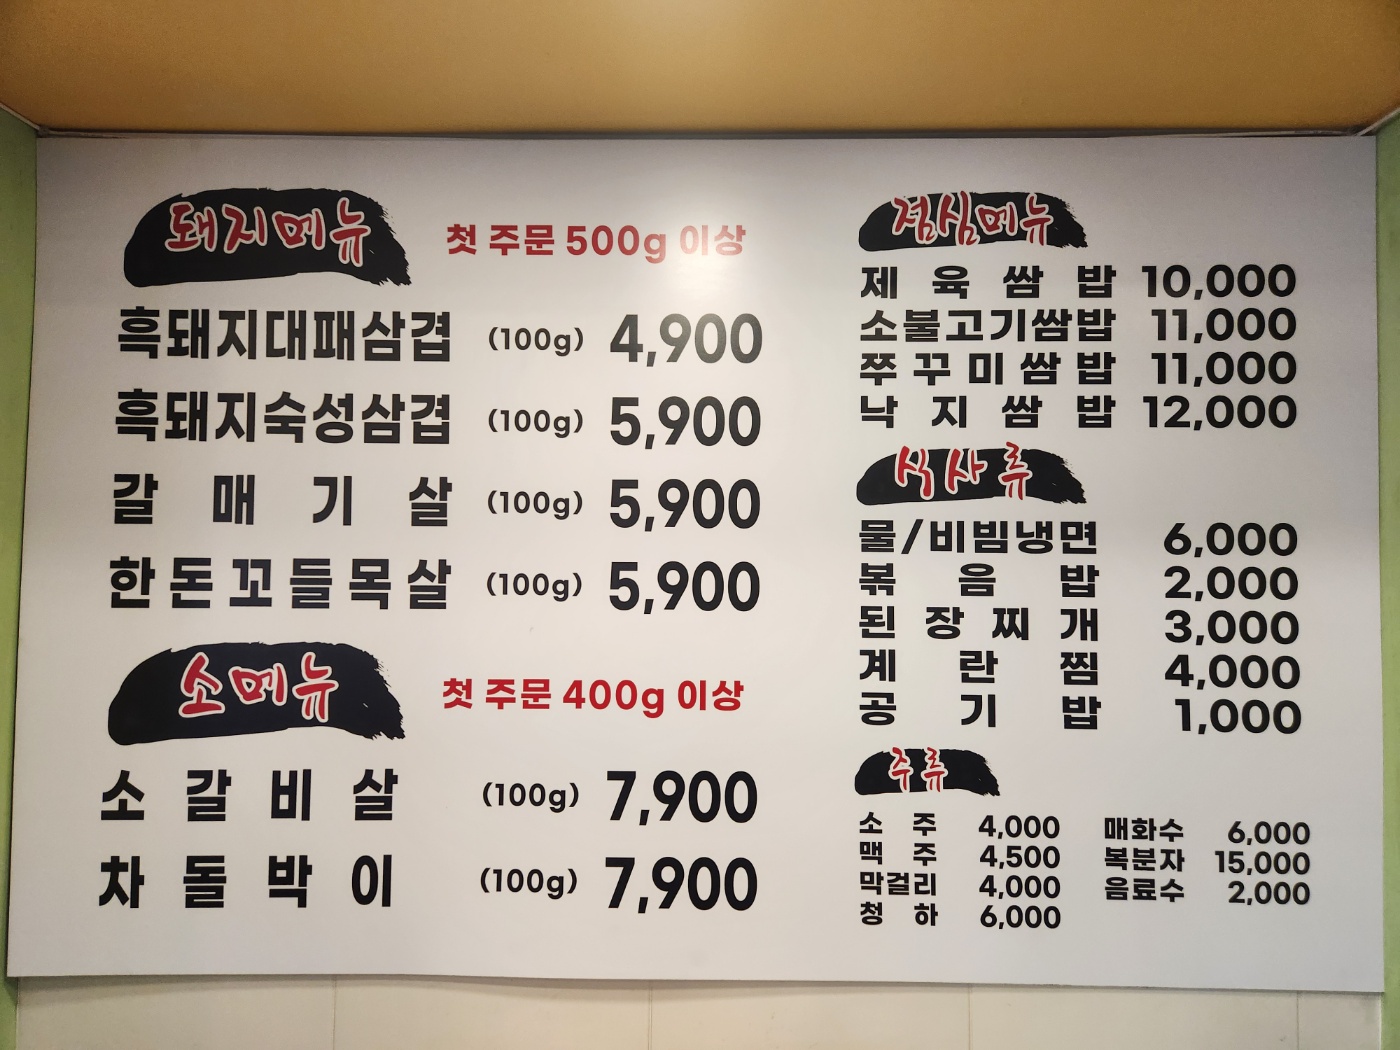 돼지메뉴 첫 주문 500g 이상
흑돼지대패삼겹 (100g) 4,900
흑돼지숙성삼겹 (100g) 5,900
갈매기살 (100g) 5,900
한돈꼬들목살 (100g) 5,900
소메뉴 첫 주문 400g 이상
소갈비살 (100g) 7,900
차돌박이 (100g) 7,900
점심메뉴
제육쌈밥 10,000
소불고기쌈밥 11,000
쭈꾸미쌈밥 11,000
낙지쌈밥 12,000
식사류
물/비빔냉면 6,000
볶음밥 2,000
된장찌개 3,000
계란찜 4,000
공기밥 1,000
주류
소주 4,000
맥주 4,500
막걸리 4,000
청하 6,000
매화수 6,000
복분자 15,000
음료수 2,000